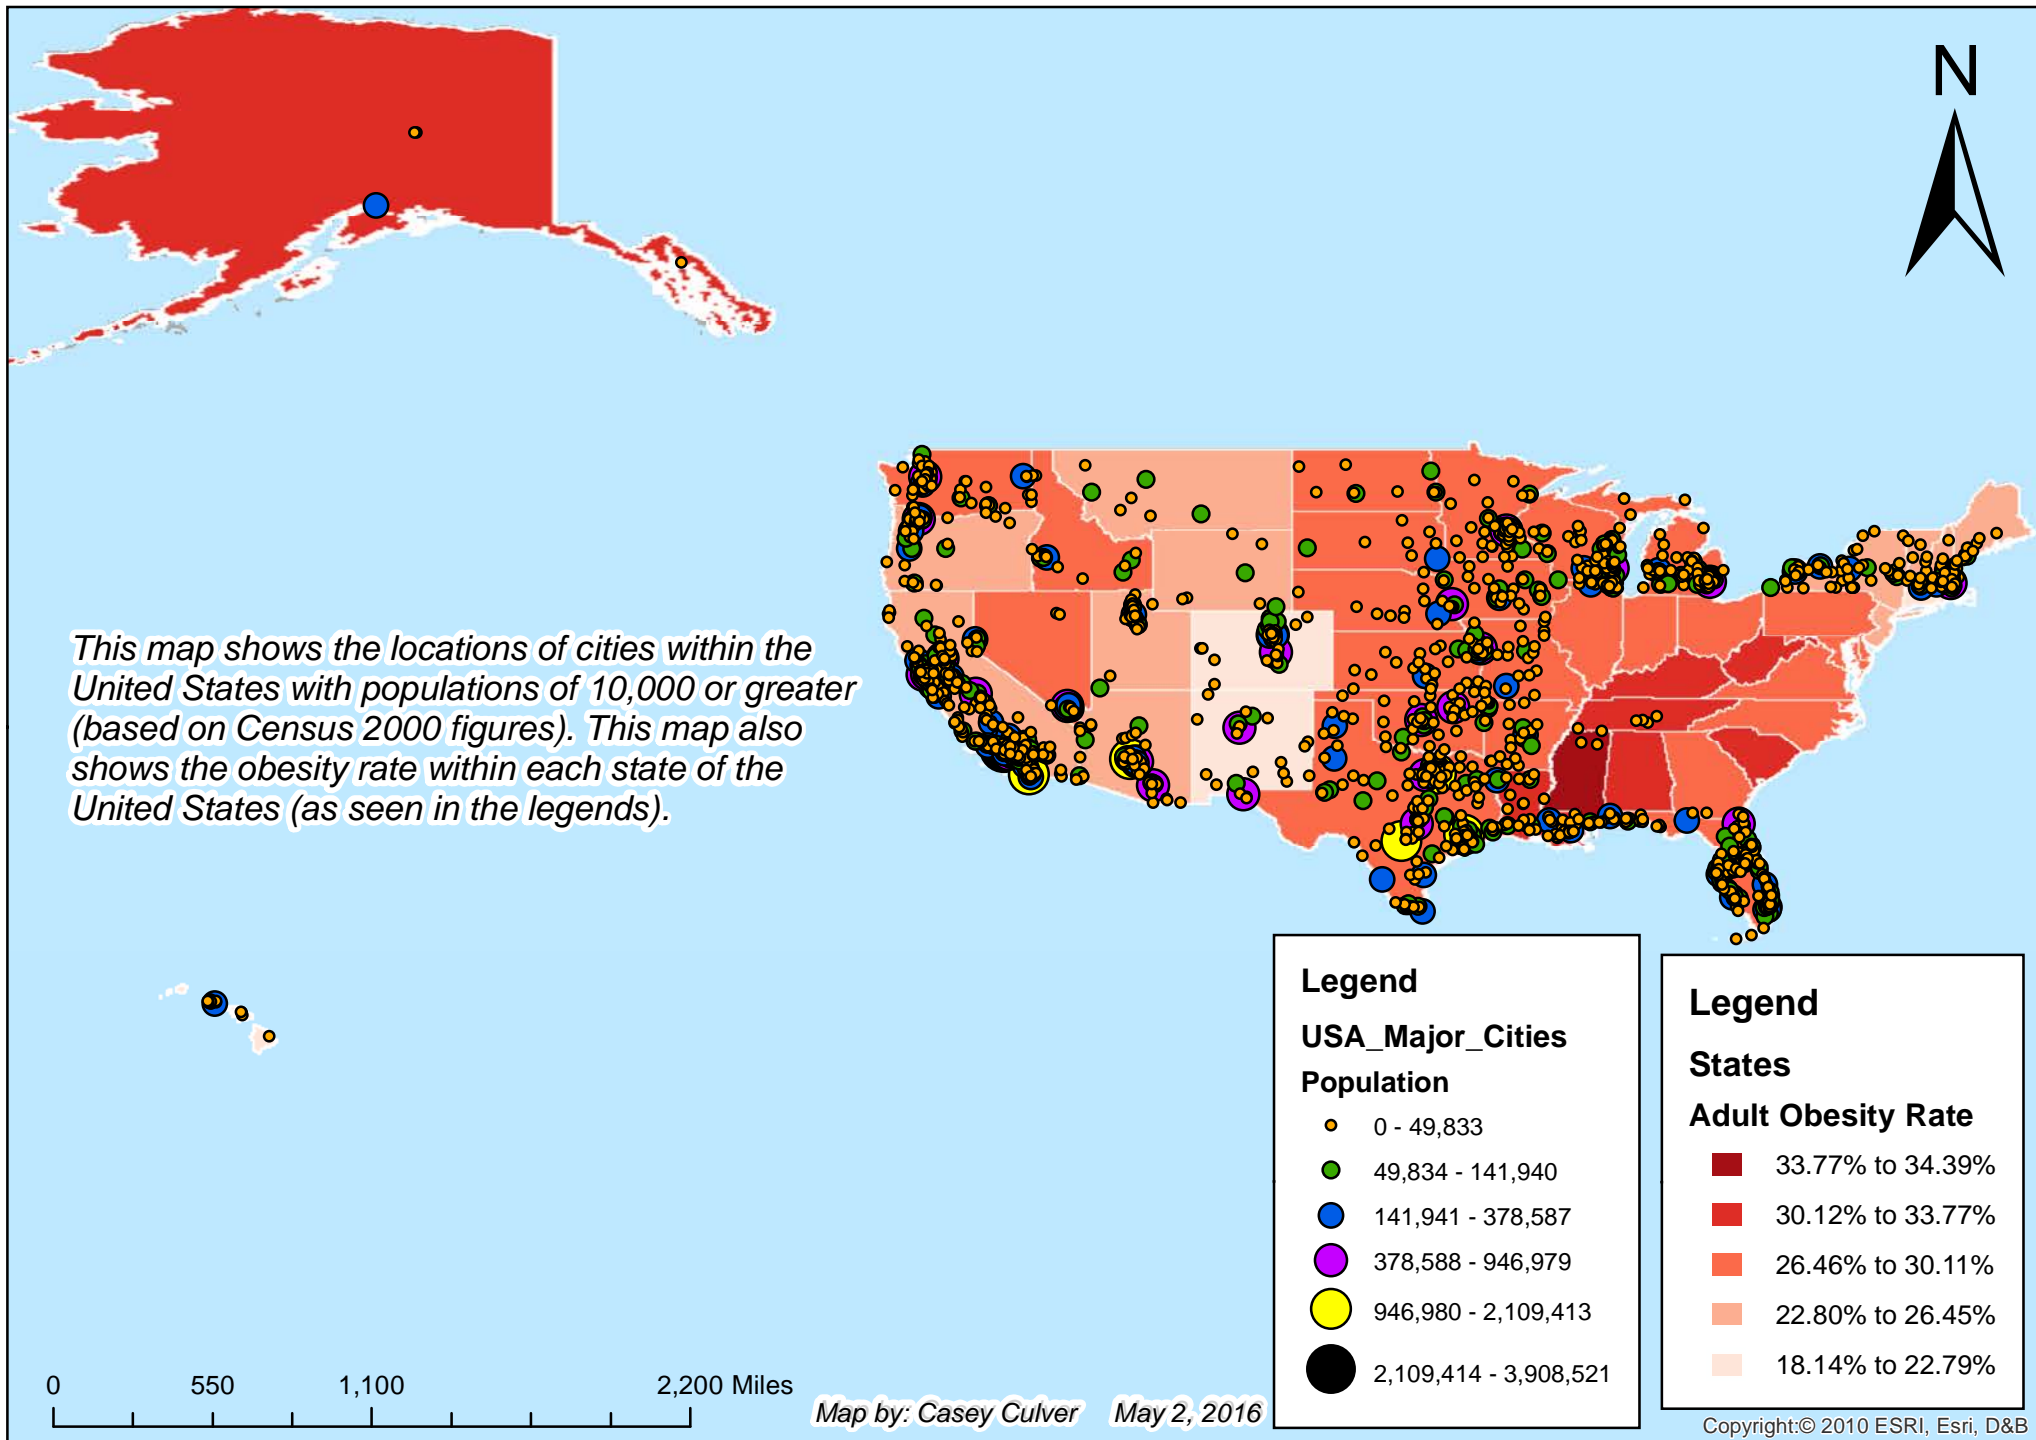 N
This map shows the locations of cities within the
United States with populations of 10,000 or greater
(based on Census 2000 figures). This map also
shows the obesity rate within each state of the
United States (as seen in the legends).
Legend
USA_Major_Cities
Population
0 - 49,833
49,834 - 141,940
141,941 - 378,587
378,588 - 946,979
946,980 - 2,109,413
2,109,414 - 3,908,521
Legend
States
Adult Obesity Rate
33.77% to 34.39%
30.12% to 33.77%
26.46% to 30.11%
22.80% to 26.45%
18.14% to 22.79%
0 550 1,100 2,200 Miles
Map by: Casey Culver May 2, 2016
Copyright:© 2010 ESRI, Esri, D&B